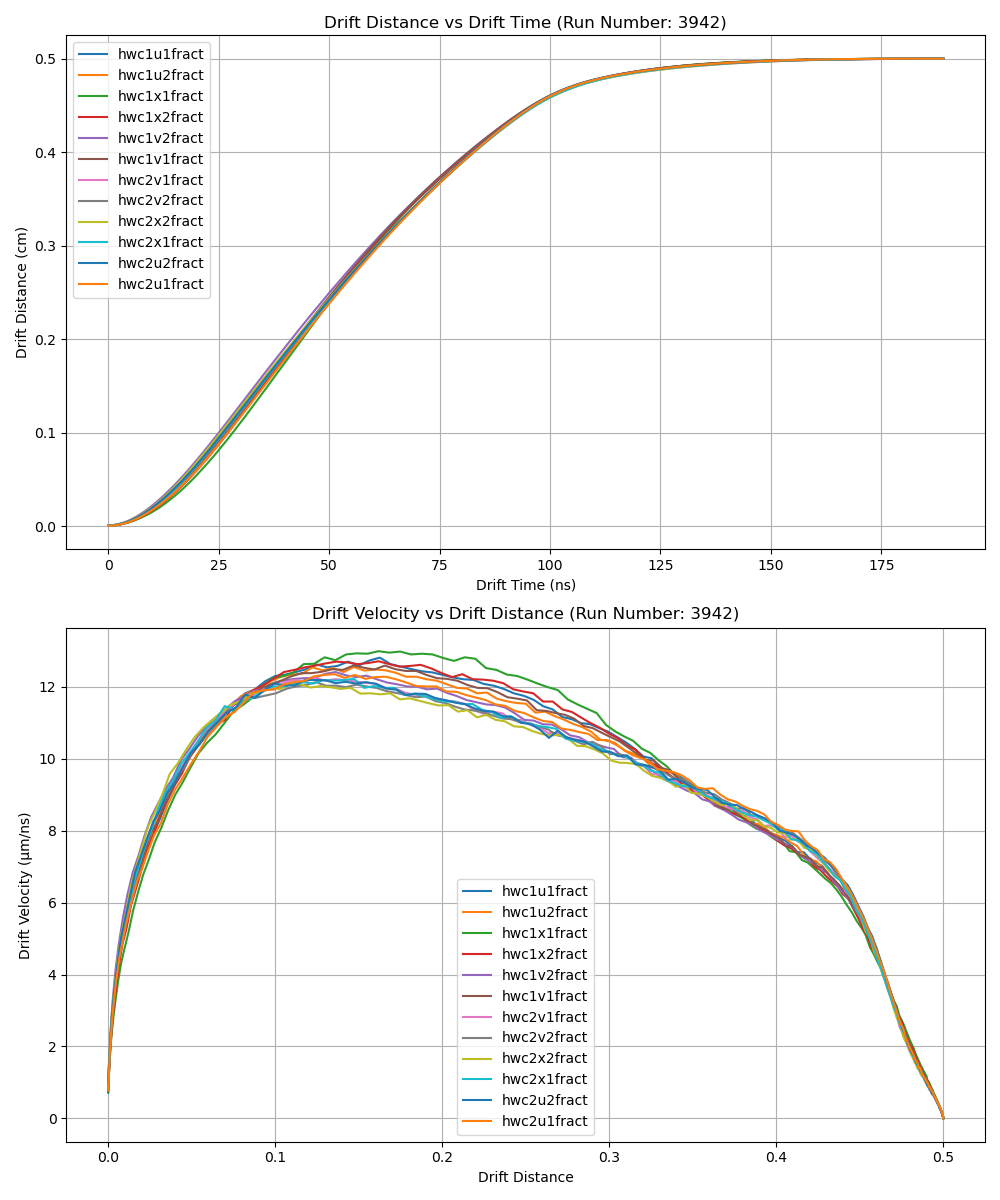 Drift Distance vs Drift Time (Run Number: 3942)
Drift Distance (cm)
0.5
0.4
0.3
0.2
0.1
0.0
hwc1u1fract
hwc1u2fract
hwc1x1fract
hwc1x2fract
hwc1v2fract
hwc1v1fract
hwc2v1fract
hwc2v2fract
hwc2x2fract
hwc2x1fract
hwc2u2fract
hwc2u1fract
0 25 50 75 100 125 150 175
Drift Time (ns)
Drift Velocity vs Drift Distance (Run Number: 3942)
Drift Velocity (μm/ns)
12
10
8
6
4
2
0
hwc1u1fract
hwc1u2fract
hwc1x1fract
hwc1x2fract
hwc1v2fract
hwc1v1fract
hwc2v1fract
hwc2v2fract
hwc2x2fract
hwc2x1fract
hwc2u2fract
hwc2u1fract
0.0 0.1 0.2 0.3 0.4 0.5
Drift Distance